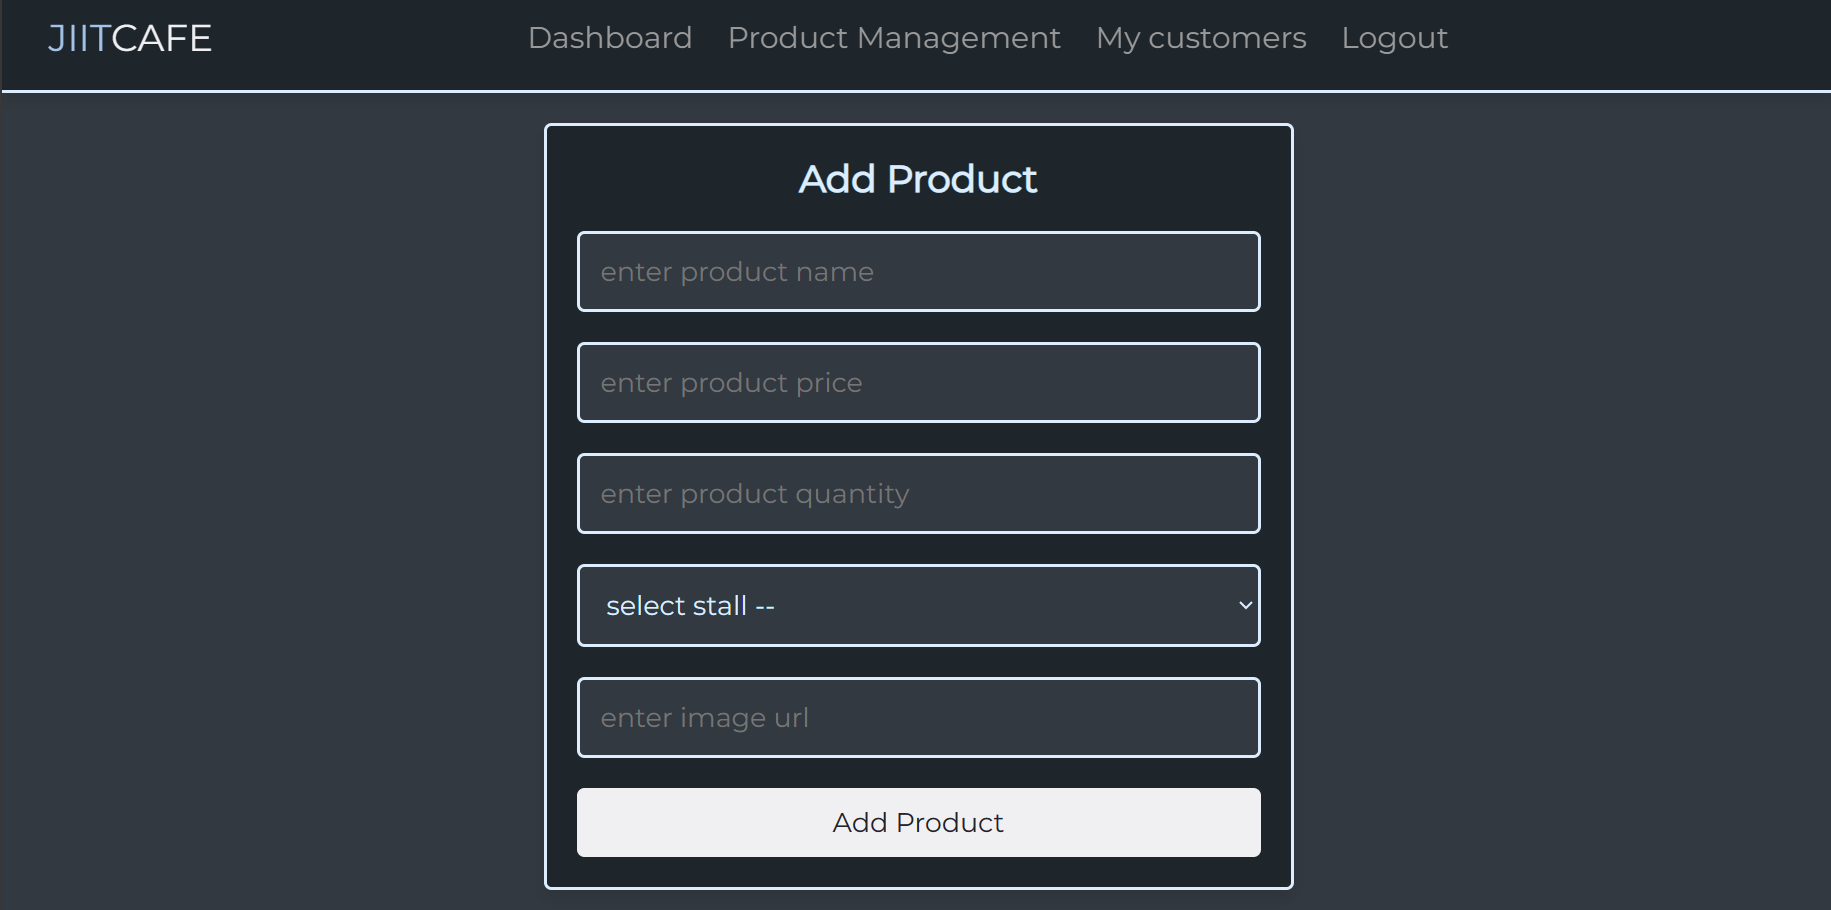 JIITCAFE Dashboard Product Management My customers Logout
Add Product
enter product name
enter product price
enter product quantity
select stall --
enter image url
Add Product